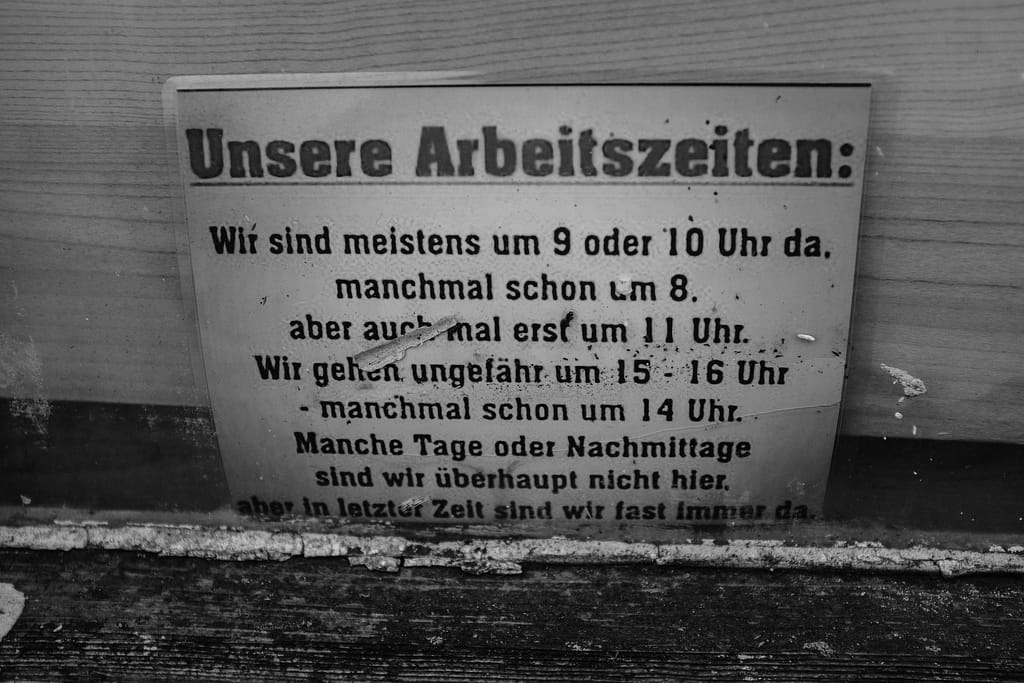 Unsere Arbeitszeiten:
Wir sind meistens um 9 oder 10 Uhr da,
manchmal schon um 8,
aber auch mal erst um 11 Uhr.
Wir gehen ungefähr um 15 - 16 Uhr
- manchmal schon um 14 Uhr.
Manche Tage oder Nachmittage
sind wir überhaupt nicht hier,
aber in letzter Zeit sind wir fast immer da.